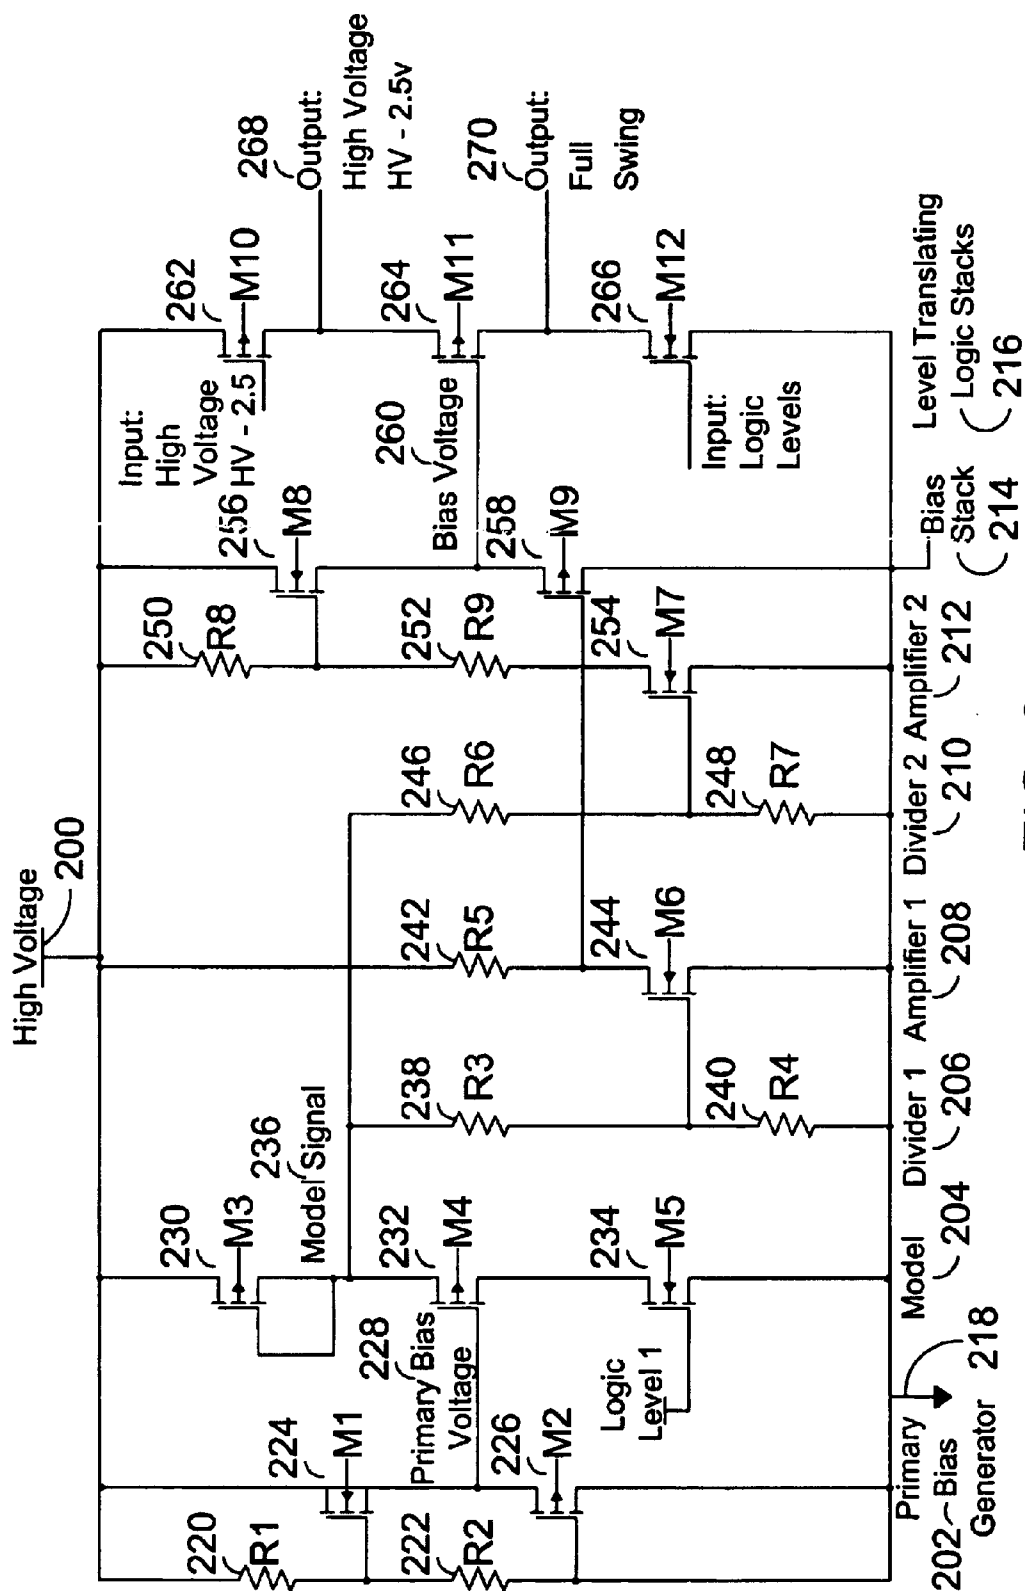 High Voltage
200
220
R1
222
R2
224
M1
Primary Bias
228
Voltage
226
M2
230
M3
Model Signal
236
232
M4
Logic
Level 1
234
M5
238
R3
240
R4
242
R5
244
M6
246
R6
248
R7
250
R8
252
R9
254
M7
256
M8
258
M9
Bias Voltage
260
Input:
High
Voltage
HV - 2.5
262
M10
264
M11
266
M12
Input:
Logic
Levels
268
Output:
High Voltage
HV - 2.5v
270
Output:
Full
Swing
Primary
202 Bias
Generator
218
Model
204
Divider 1
206
Amplifier 1
208
Divider 2
210
Amplifier 2
212
Bias
Stack
214
Level Translating
Logic Stacks
216